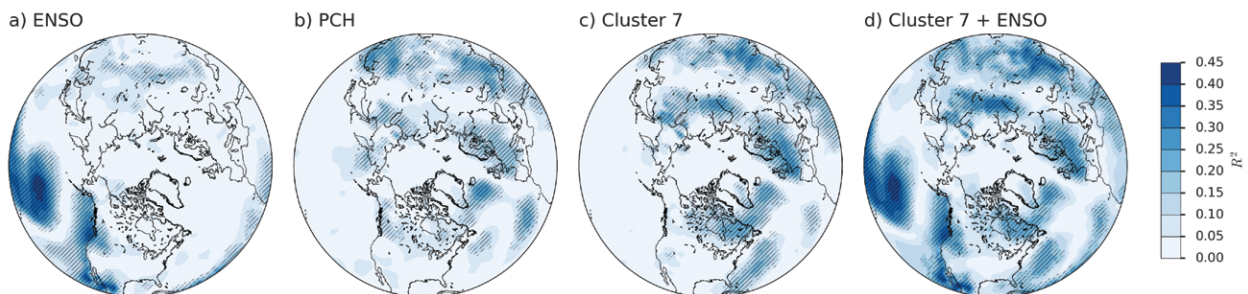 a) ENSO
b) PCH
c) Cluster 7
d) Cluster 7 + ENSO
0.45
0.40
0.35
0.30
0.25
0.20
0.15
0.10
0.05
0.00
R²